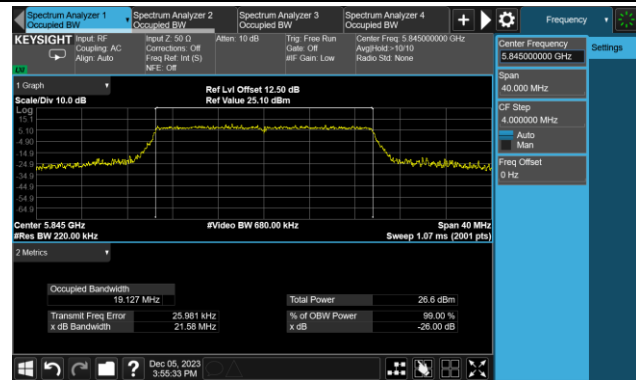 Spectrum Analyzer 1
Occupied BW
Spectrum Analyzer 2
Occupied BW
Spectrum Analyzer 3
Occupied BW
Spectrum Analyzer 4
Occupied BW
Frequency
KEYSIGHT
Input: RF
Coupling: AC
Align: Auto
Input Z: 50 Ω
Corrections: Off
Freq Ref: Int (S)
NFE: Off
Atten: 10 dB
Trig: Free Run
Gate: Off
#IF Gain: Low
Center Freq: 5.845000000 GHz
Avg|Hold:>10/10
Radio Std: None
Center Frequency
5.845000000 GHz
Settings
Span
40.000 MHz
CF Step
4.000000 MHz
Auto
Man
Freq Offset
0 Hz
1 Graph
Scale/Div 10.0 dB
Ref Lvl Offset 12.50 dB
Ref Value 25.10 dBm
Log
15.1
5.10
-4.90
-14.9
-24.9
-34.9
-44.9
-54.9
-64.9
Center 5.845 GHz
#Res BW 220.00 kHz
#Video BW 680.00 kHz
Span 40 MHz
Sweep 1.07 ms (2001 pts)
2 Metrics
Occupied Bandwidth
19.127 MHz
Total Power 26.6 dBm
Transmit Freq Error 25.981 kHz
% of OBW Power 99.00 %
x dB Bandwidth 21.58 MHz
x dB -26.00 dB
Dec 05, 2023
3:55:33 PM